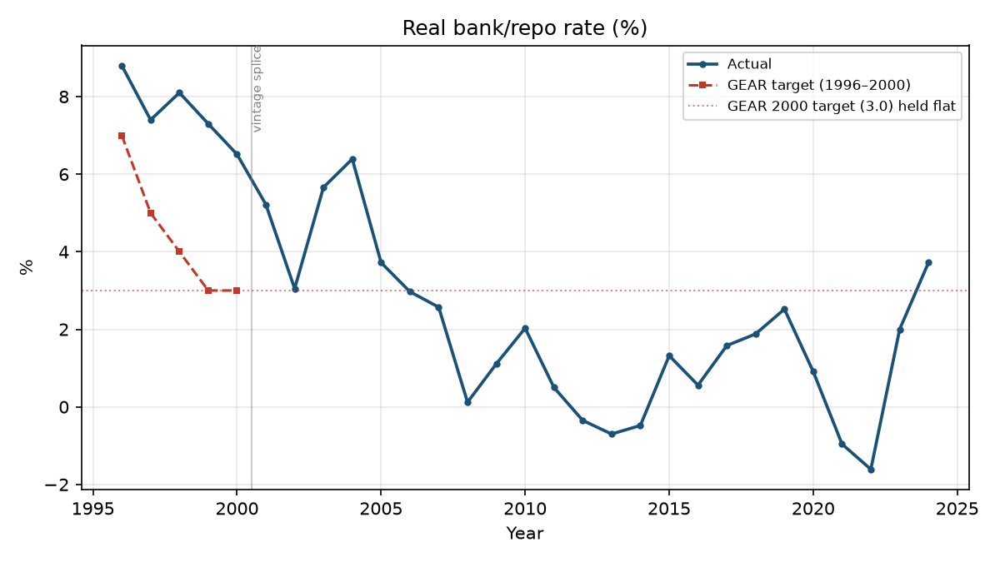 Real bank/repo rate (%)
vintage splice
Actual
GEAR target (1996–2000)
GEAR 2000 target (3.0) held flat
8
6
4
2
0
−2
%
1995
2000
2005
2010
2015
2020
2025
Year